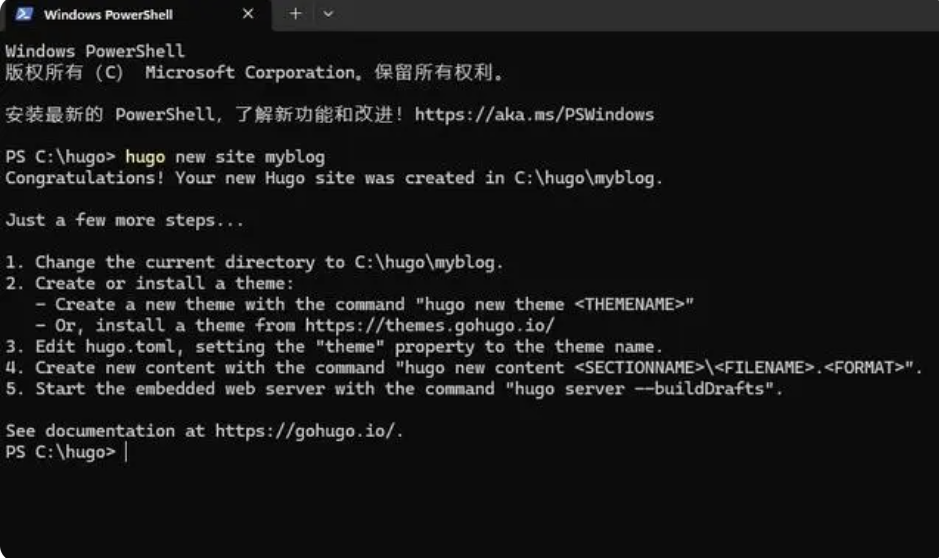 Windows PowerShell
Windows PowerShell
版权所有 (C) Microsoft Corporation。保留所有权利。
安装最新的 PowerShell，了解新功能和改进！https://aka.ms/PSWindows
PS C:\hugo> hugo new site myblog
Congratulations! Your new Hugo site was created in C:\hugo\myblog.
Just a few more steps...
1. Change the current directory to C:\hugo\myblog.
2. Create or install a theme:
- Create a new theme with the command "hugo new theme <THEMENAME>"
- Or, install a theme from https://themes.gohugo.io/
3. Edit hugo.toml, setting the "theme" property to the theme name.
4. Create new content with the command "hugo new content <SECTIONNAME>\<FILENAME>.<FORMAT>".
5. Start the embedded web server with the command "hugo server --buildDrafts".
See documentation at https://gohugo.io/.
PS C:\hugo>